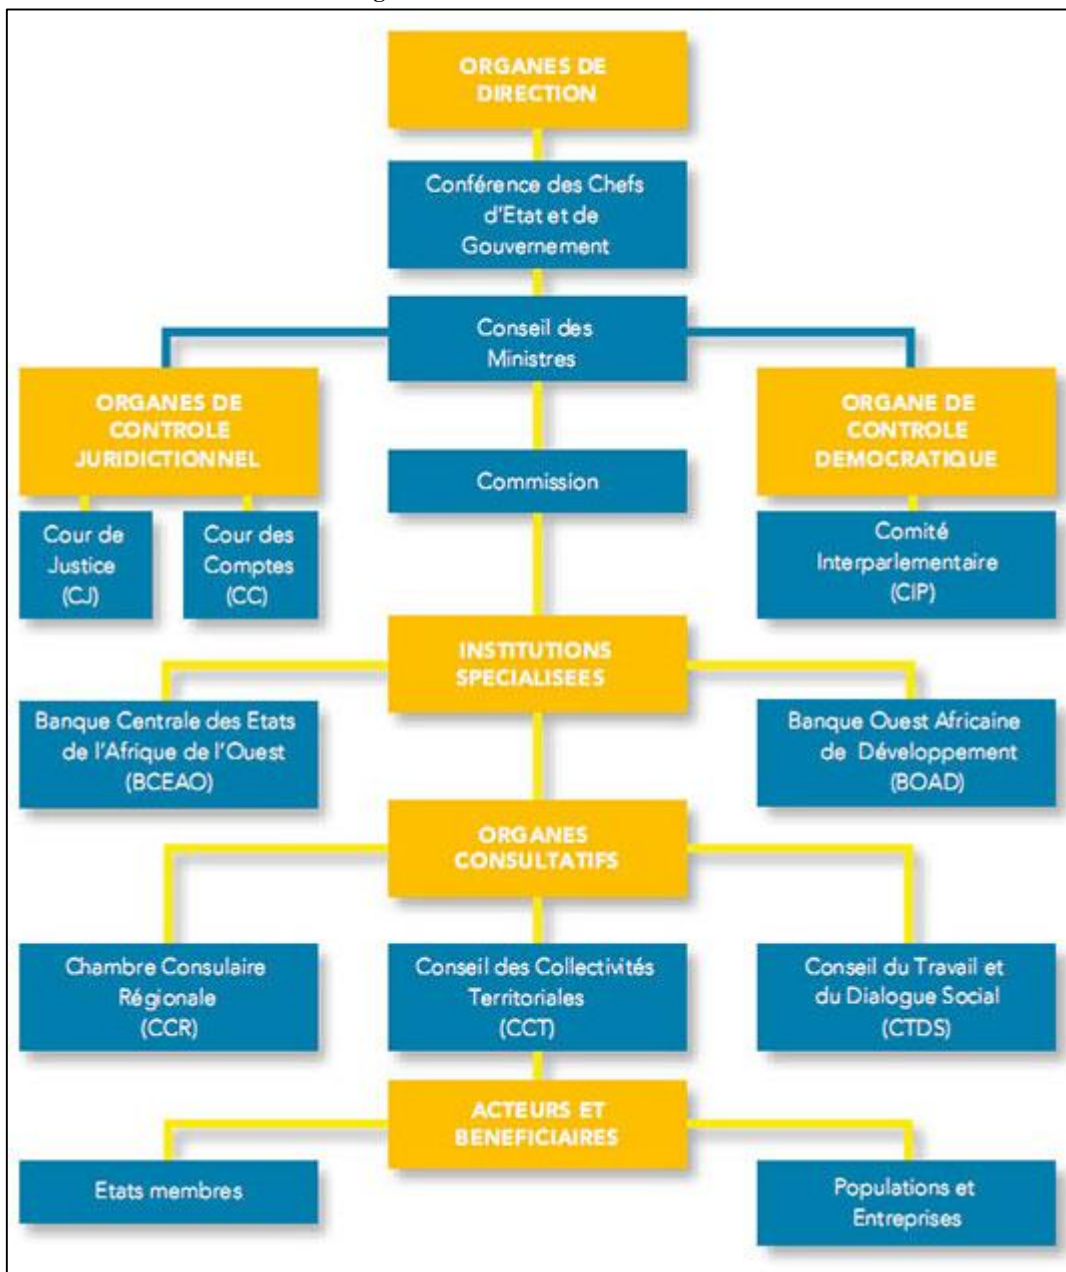 ORGANES DE
DIRECTION
Conférence des Chefs
d'Etat et de
Gouvernement
Conseil des
Ministres
ORGANES DE
CONTROLE
JURIDICTIONNEL
ORGANE DE
CONTROLE
DEMOCRATIQUE
Commission
Cour de
Justice
(CJ)
Cour des
Comptes
(CC)
Comité
Interparlementaire
(CIP)
INSTITUTIONS
SPECIALISEES
Banque Centrale des Etats
de l'Afrique de l'Ouest
(BCEAO)
Banque Ouest Africaine
de Développement
(BOAD)
ORGANES
CONSULTATIFS
Chambre Consulaire
Régionale
(CCR)
Conseil des Collectivités
Territoriales
(CCT)
Conseil du Travail et
du Dialogue Social
(CTDS)
ACTEURS ET
BENEFICIAIRES
Etats membres
Populations et
Entreprises